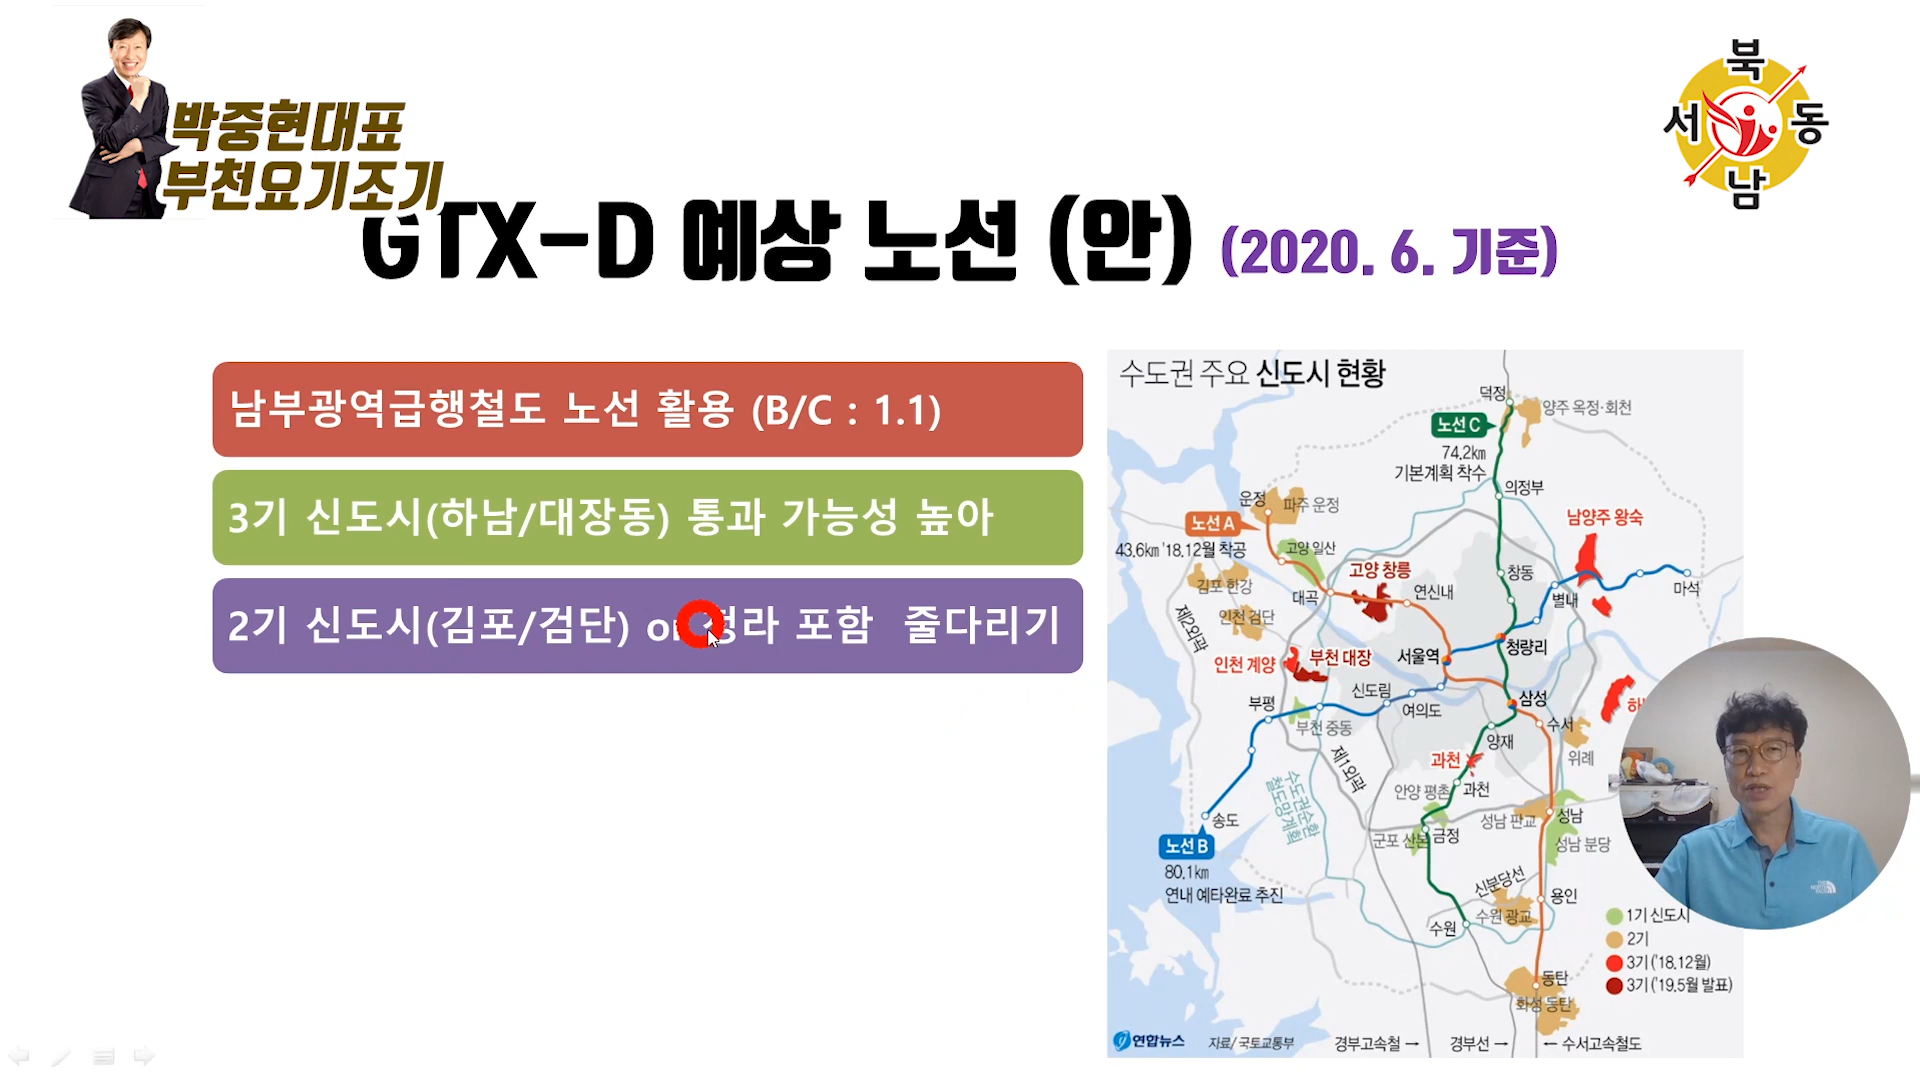 박중현대표
부천요기조기
북
서
동
남
GTX-D 예상 노선 (안) (2020. 6. 기준)
남부광역급행철도 노선 활용 (B/C : 1.1)
3기 신도시(하남/대장동) 통과 가능성 높아
2기 신도시(김포/검단) or 청라 포함 줄다리기
수도권 주요 신도시 현황
덕정
양주 옥정·회천
노선 C
74.2km
기본계획 착수
의정부
운정
파주 운정
남양주 왕숙
노선 A
43.6km '18.12월 착공
고양 일산
고양 창릉
창동
김포 한강
대곡
연신내
별내
마석
인천 검단
제2외곽
청량리
인천 계양
부천 대장
서울역
신도림
삼성
하
부평
여의도
수서
부천 중동
양재
위례
제1외곽
과천
안양 평촌
과천
수도권순환
철도망계획
송도
성남 판교
성남
군포 산본
금정
성남 분당
노선 B
80.1km
연내 예타완료 추진
신분당선
용인
수원 광교
수원
1기 신도시
2기
3기('18.12월)
3기('19.5월 발표)
동탄
화성 동탄
연합뉴스
자료/ 국토교통부
경부고속철 →
경부선 →
← 수서고속철도
THE NORTH FACE